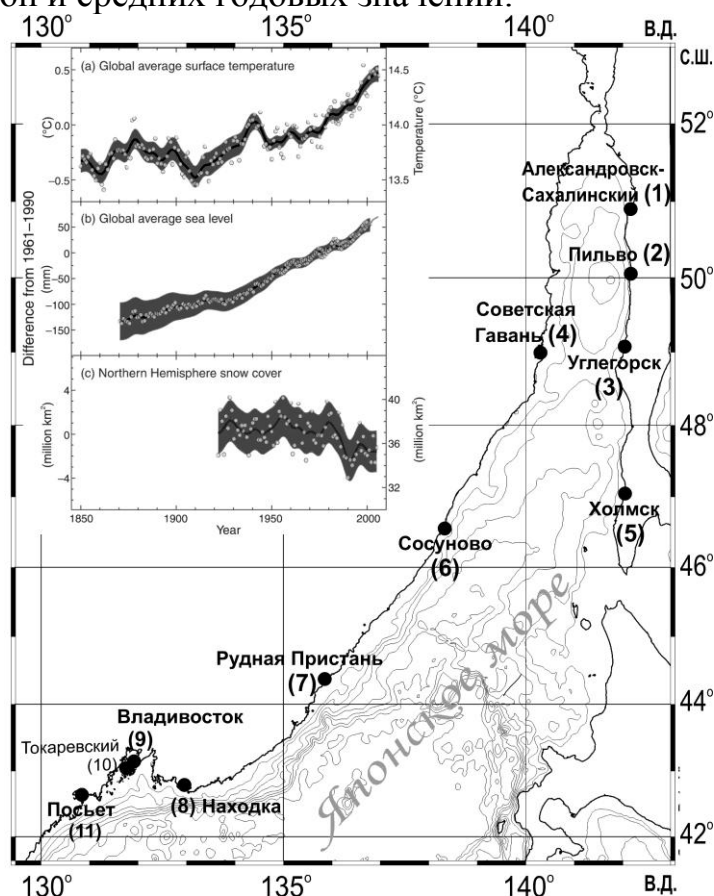 он и средних годовых значений.
130° 135° 140° В.Д.
С.Ш.
(a) Global average surface temperature
0.5
0.0
−0.5
(°C)
14.5
14.0
13.5
Temperature (°C)
Difference from 1961–1990
(b) Global average sea level
50
0
−50
−100
−150
(mm)
(c) Northern Hemisphere snow cover
4
0
−4
(million km²)
40
36
32
(million km²)
1850 1900 1950 2000
Year
52°
Александровск-
Сахалинский (1)
Пильво (2)
50°
Советская
Гавань (4)
Углегорск
(3)
48°
Холмск
(5)
Сосуново
(6)
46°
Японское море
Рудная Пристань
(7)
44°
Владивосток
(9)
Токаревский
(10)
Посьет
(11)
(8) Находка
42°
130° 135° 140° В.Д.